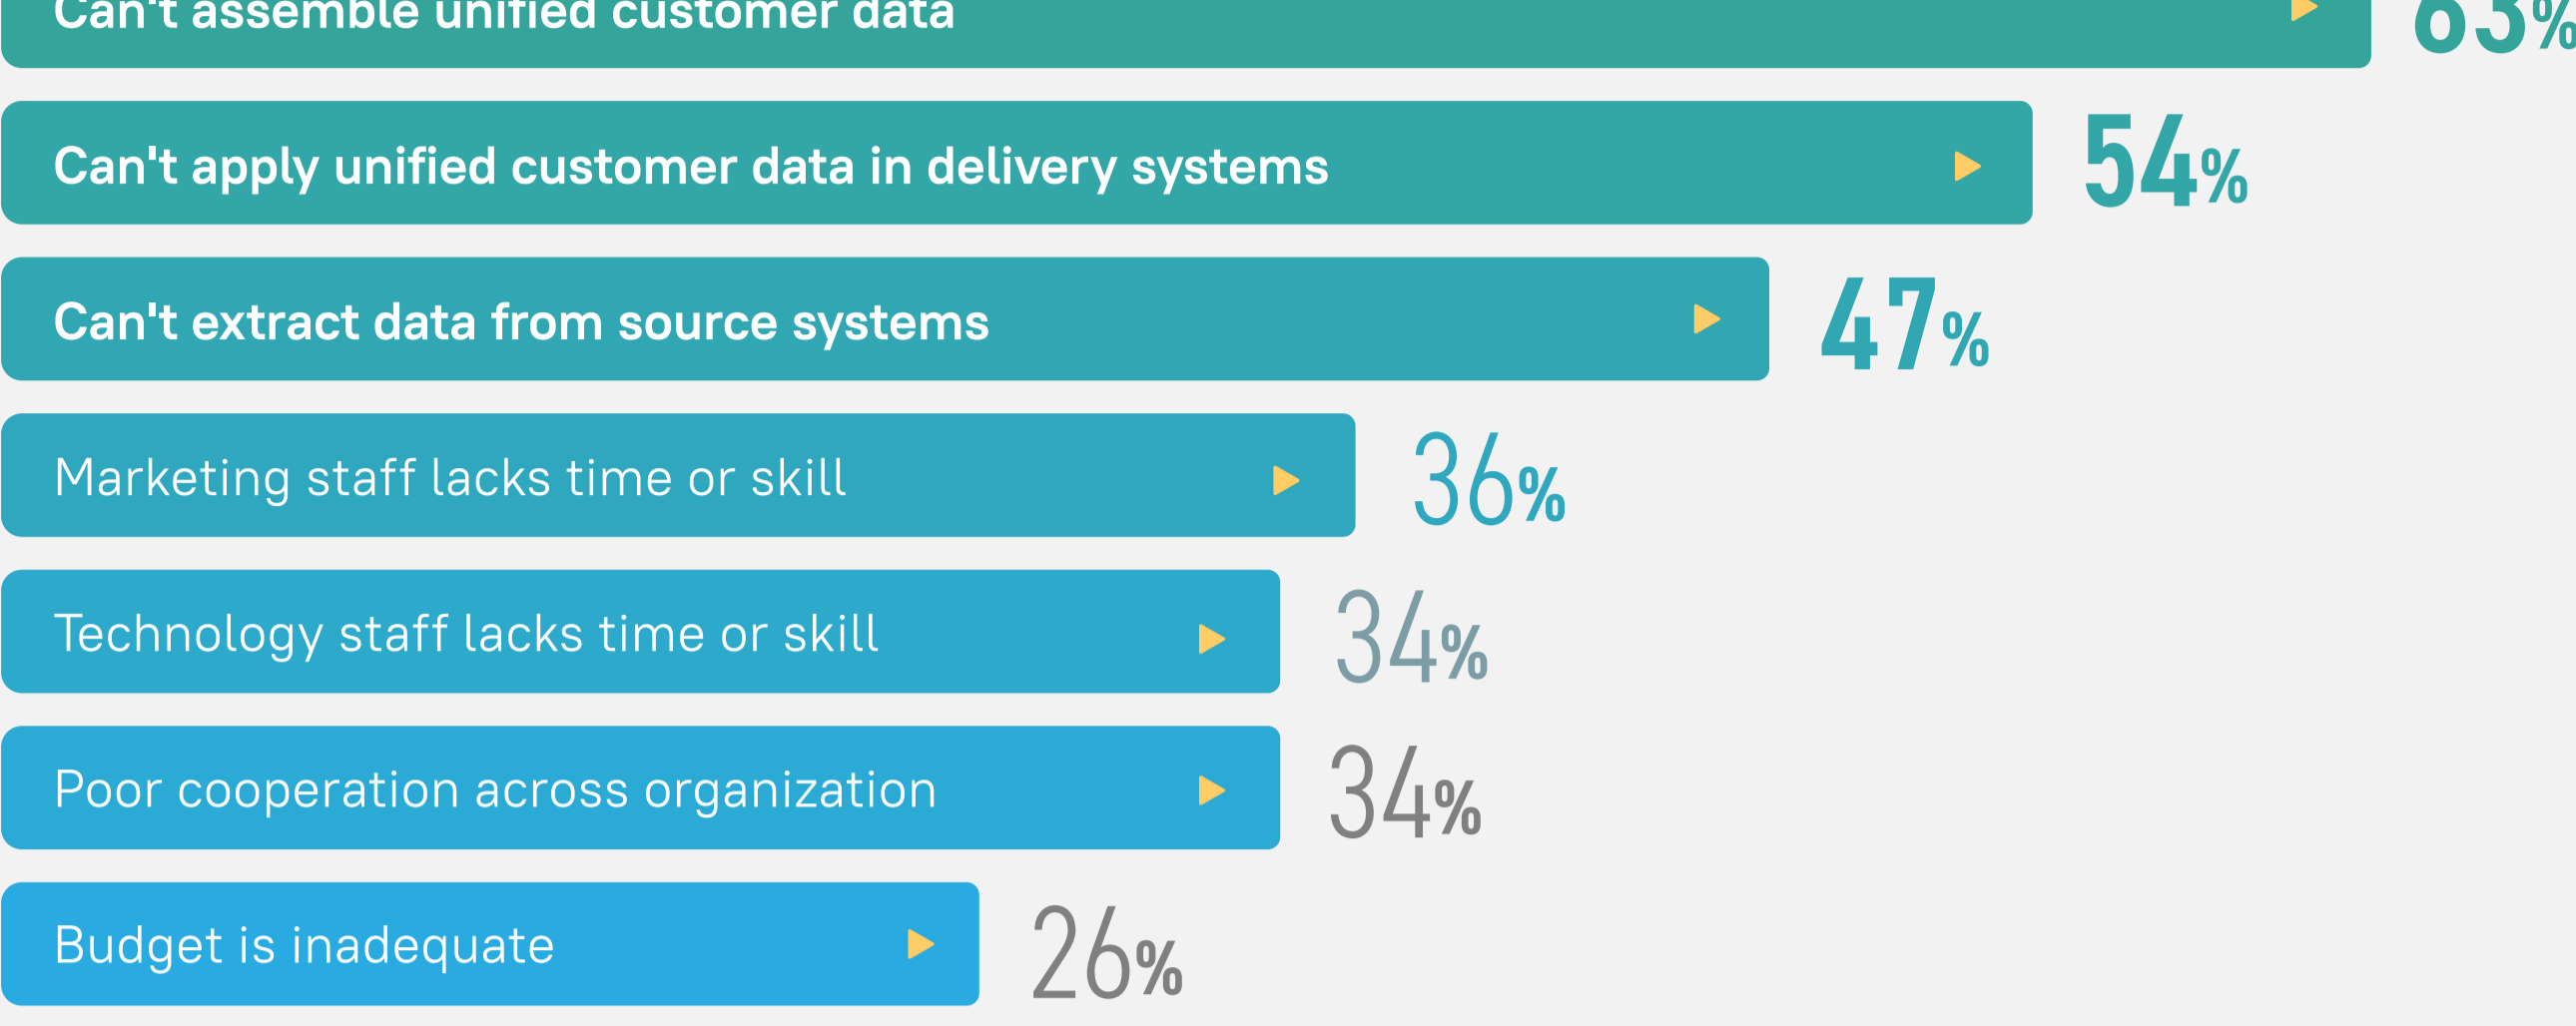 Can't assemble unified customer data 63%
Can't apply unified customer data in delivery systems 54%
Can't extract data from source systems 47%
Marketing staff lacks time or skill 36%
Technology staff lacks time or skill 34%
Poor cooperation across organization 34%
Budget is inadequate 26%